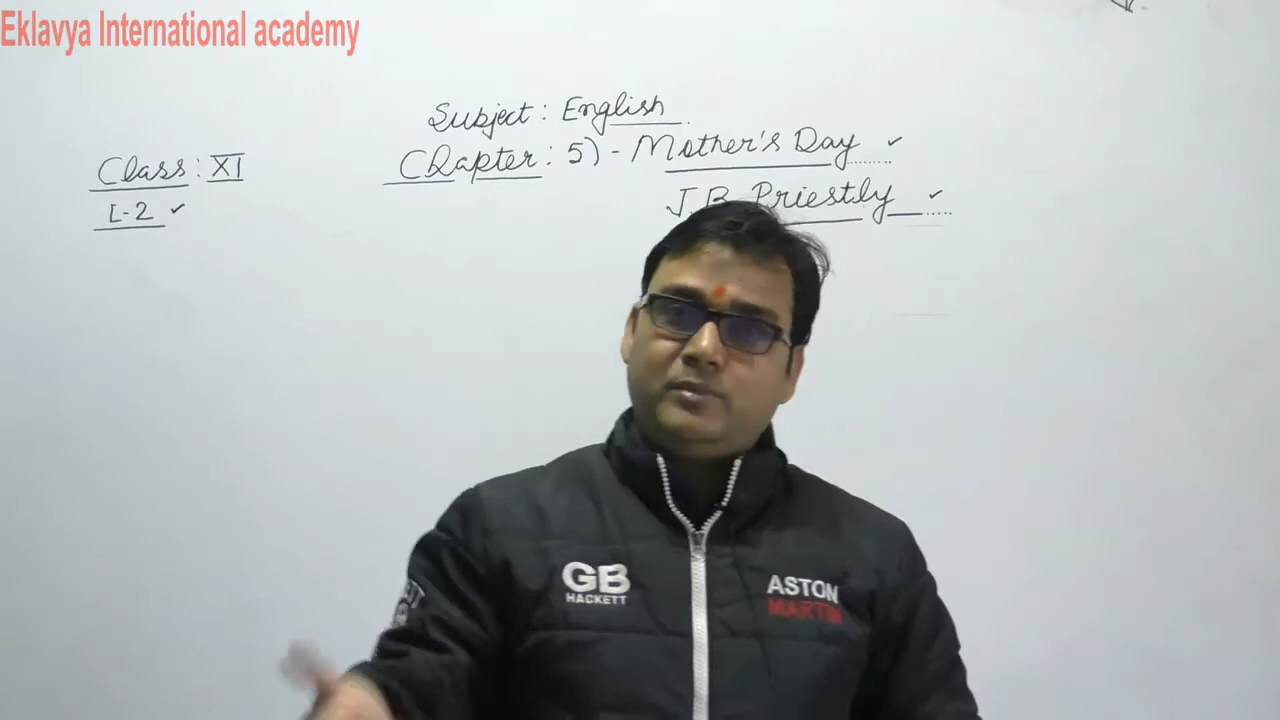 Eklavya International academy
Subject : English
Class : XI
Chapter : 5) - Mother's Day
L-2
J B Priestly
GB
HACKETT
ASTON
MARTIN